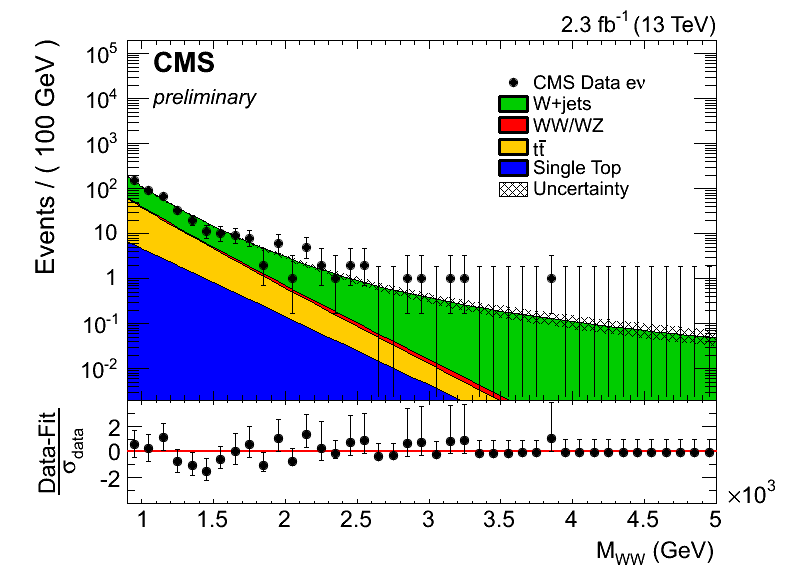 2.3 fb⁻¹ (13 TeV)
CMS
preliminary
Events / ( 100 GeV )
10⁵
10⁴
10³
10²
10
1
10⁻¹
10⁻²
CMS Data eν
W+jets
WW/WZ
tt̅
Single Top
Uncertainty
Data-Fit
σ_data
2
0
-2
1 1.5 2 2.5 3 3.5 4 4.5 5
×10³
M_WW (GeV)